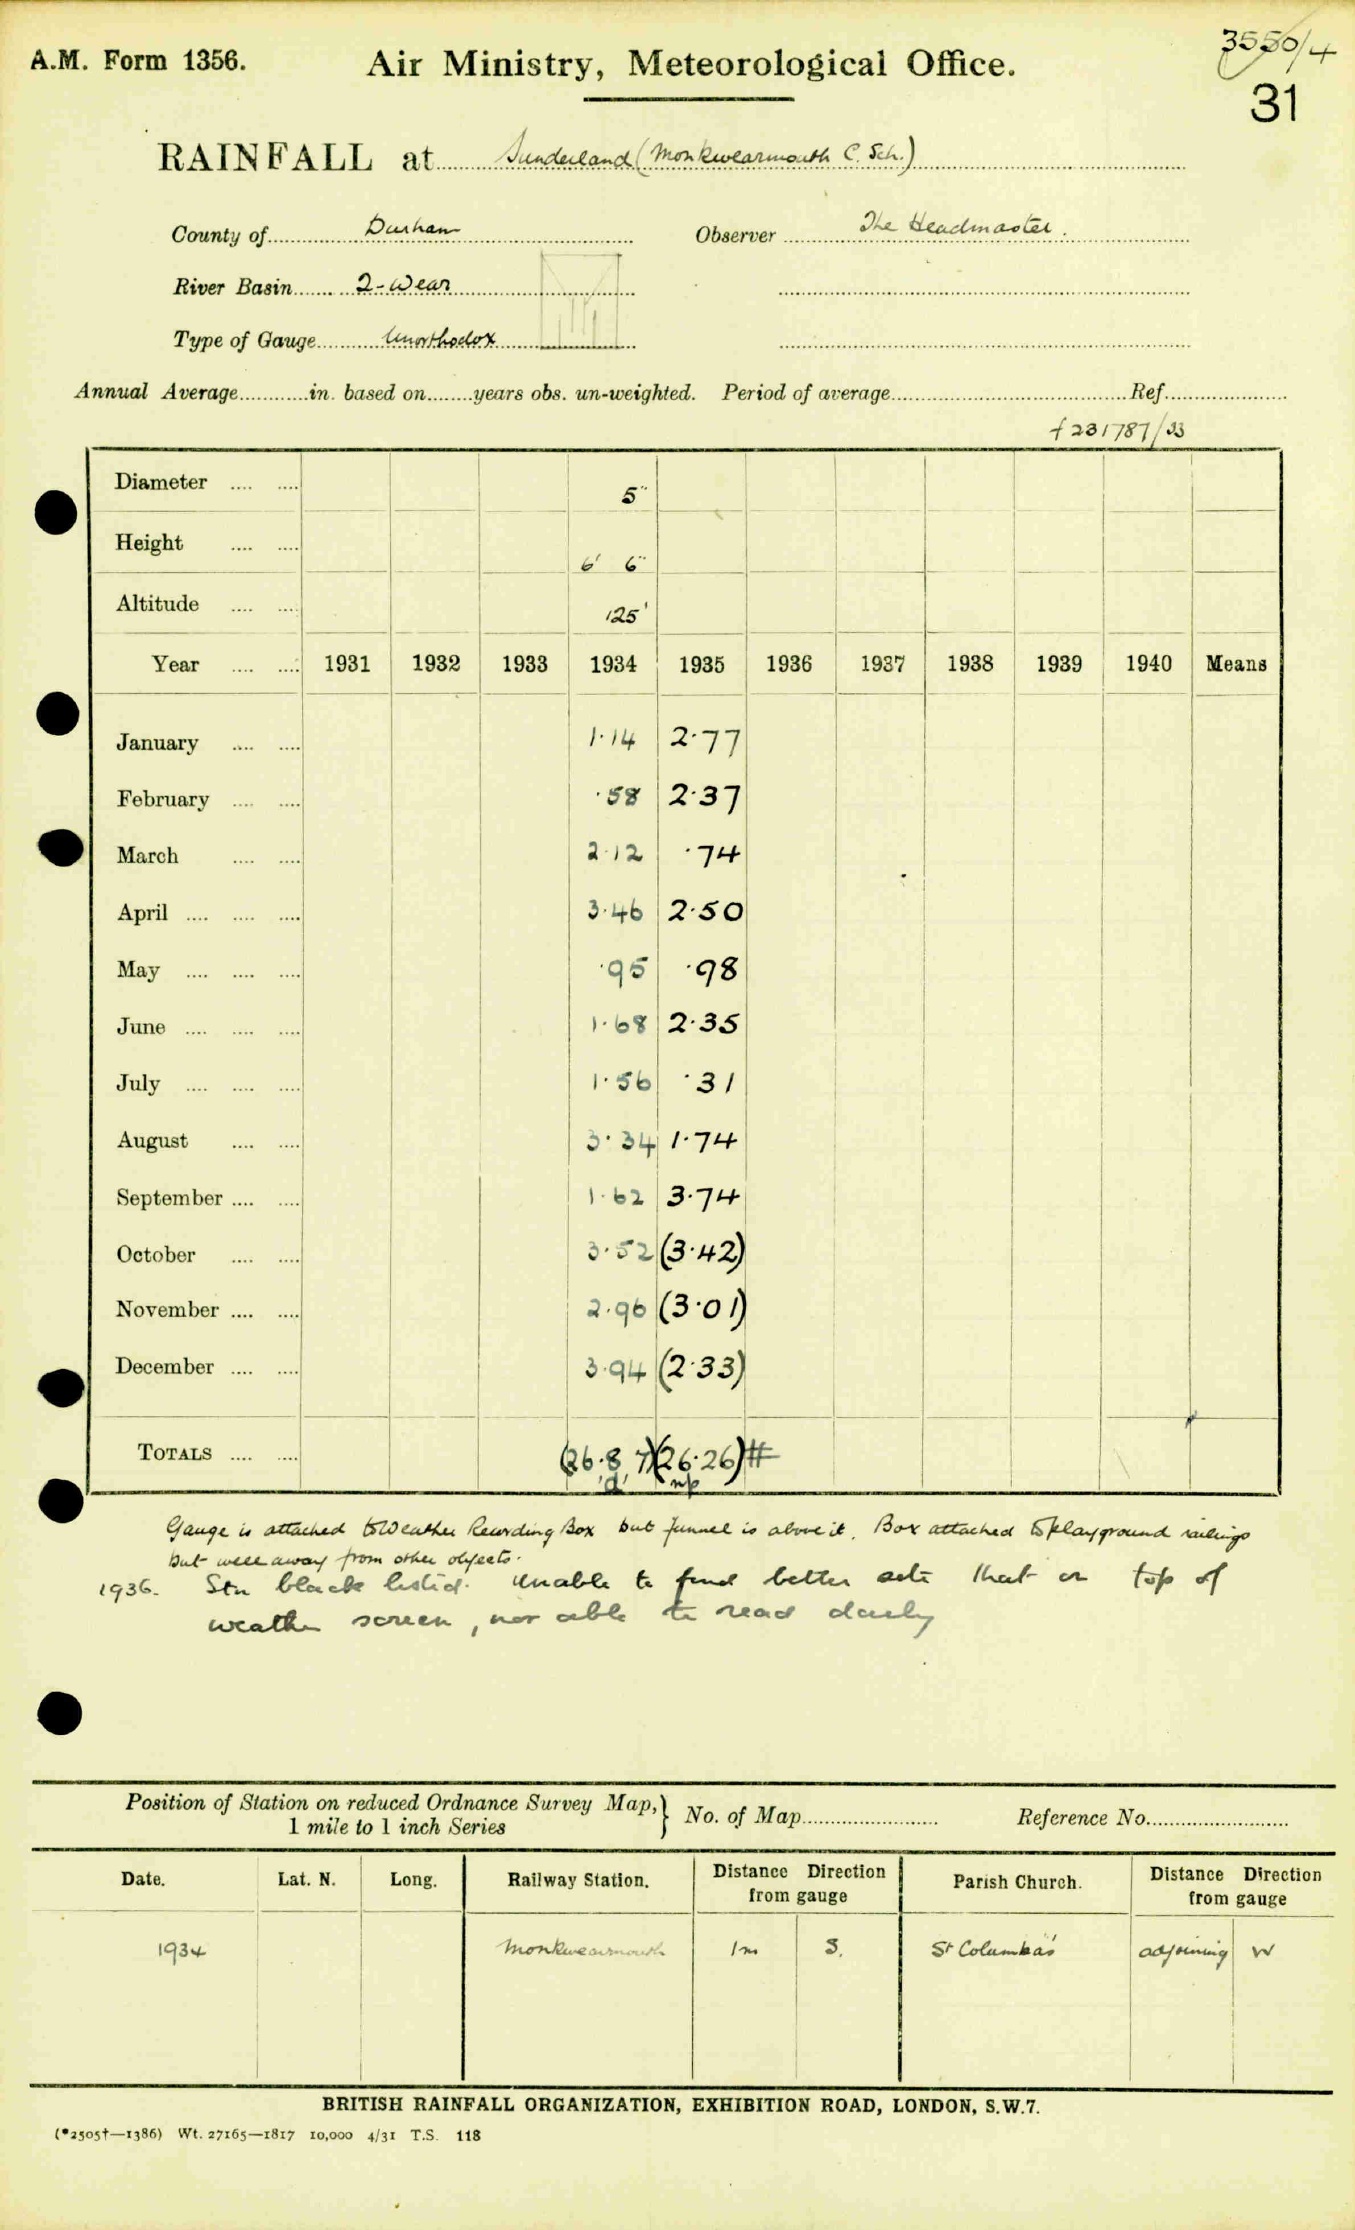 3550/4
A.M. Form 1356. Air Ministry, Meteorological Office.
31
RAINFALL at Sunderland (Monkwearmouth C. Sch.)
County of Durham Observer The Headmaster.
River Basin 2-Wear
Type of Gauge Unorthodox
Annual Average............in. based on........years obs. un-weighted. Period of average........ Ref........
f 231787/33
Diameter .... .... 5"
Height .... .... 6' 6"
Altitude .... .... 125'
Year .... .... 1931 1932 1933 1934 1935 1936 1937 1938 1939 1940 Means
January .... .... 1.14 2.77
February .... .... .58 2.37
March .... .... 2.12 .74
April .... .... .... 3.46 2.50
May .... .... .... .95 .98
June .... .... .... 1.68 2.35
July .... .... .... 1.56 .31
August .... .... 3.34 1.74
September .... .... 1.62 3.74
October .... .... 3.52 (3.42)
November .... .... 2.96 (3.01)
December .... .... 3.94 (2.33)
TOTALS .... .... (26.87) (26.26) #
'd' np
Gauge is attached to Weather Recording Box but funnel is above it. Box attached to playground railings
but well away from other objects.
1936. Stn black listed. Unable to find better site that on top of
weather screen, nor able to read daily
Position of Station on reduced Ordnance Survey Map,} No. of Map........ Reference No........
1 mile to 1 inch Series
Date. Lat. N. Long. Railway Station. Distance Direction from gauge Parish Church. Distance Direction from gauge
1934 Monkwearmouth 1m S. St Columba's adjoining W
BRITISH RAINFALL ORGANIZATION, EXHIBITION ROAD, LONDON, S.W.7.
(*2505†—1386) Wt. 27165—1817 10,000 4/31 T.S. 118